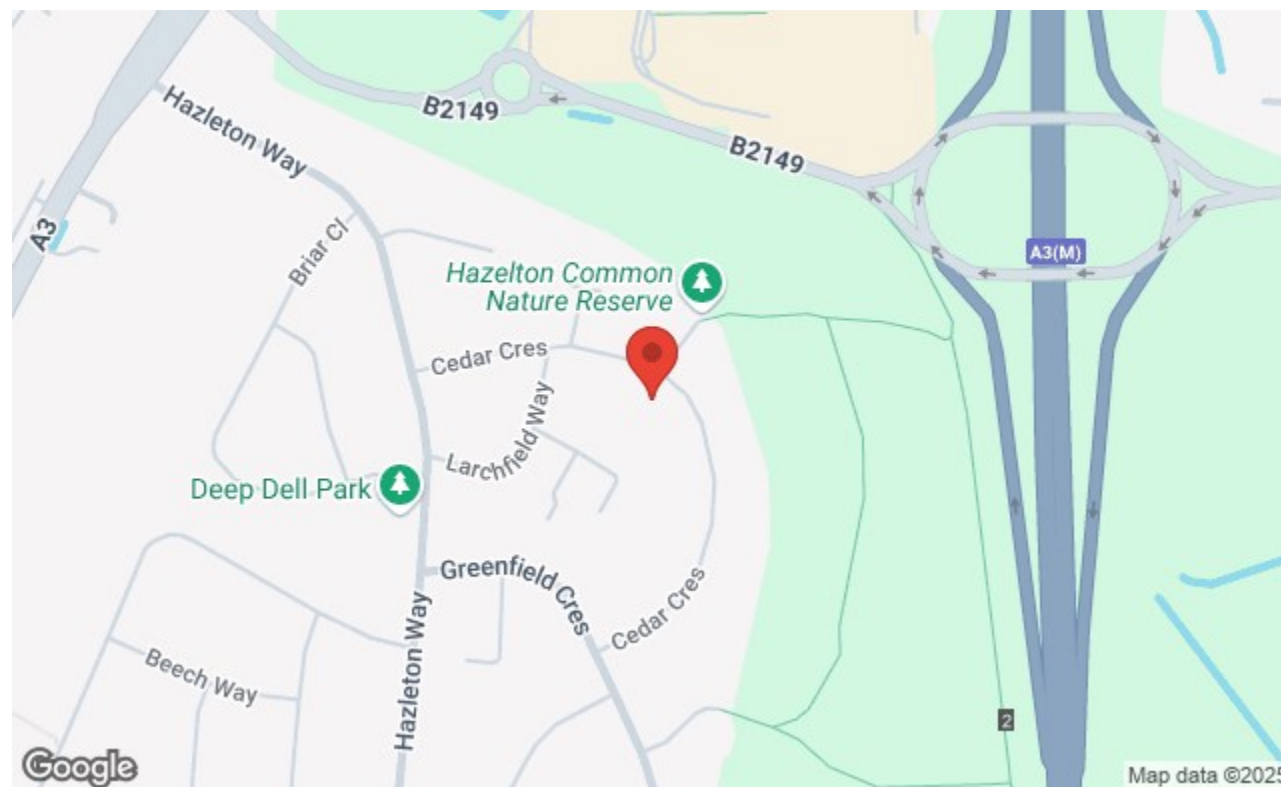 Hazleton Way
B2149
B2149
A3
Briar Cl
A3(M)
Hazelton Common
Nature Reserve
Cedar Cres
Larchfield Way
Deep Dell Park
Greenfield Cres
Cedar Cres
Beech Way
Hazleton Way
2
Google
Map data ©2025